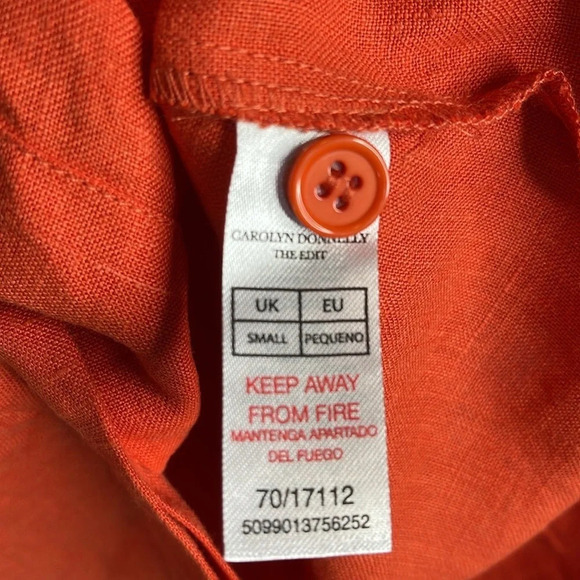 CAROLYN DONNELLY
THE EDIT
UK EU
SMALL PEQUENO
KEEP AWAY
FROM FIRE
MANTENGA APARTADO
DEL FUEGO
70/17112
5099013756252